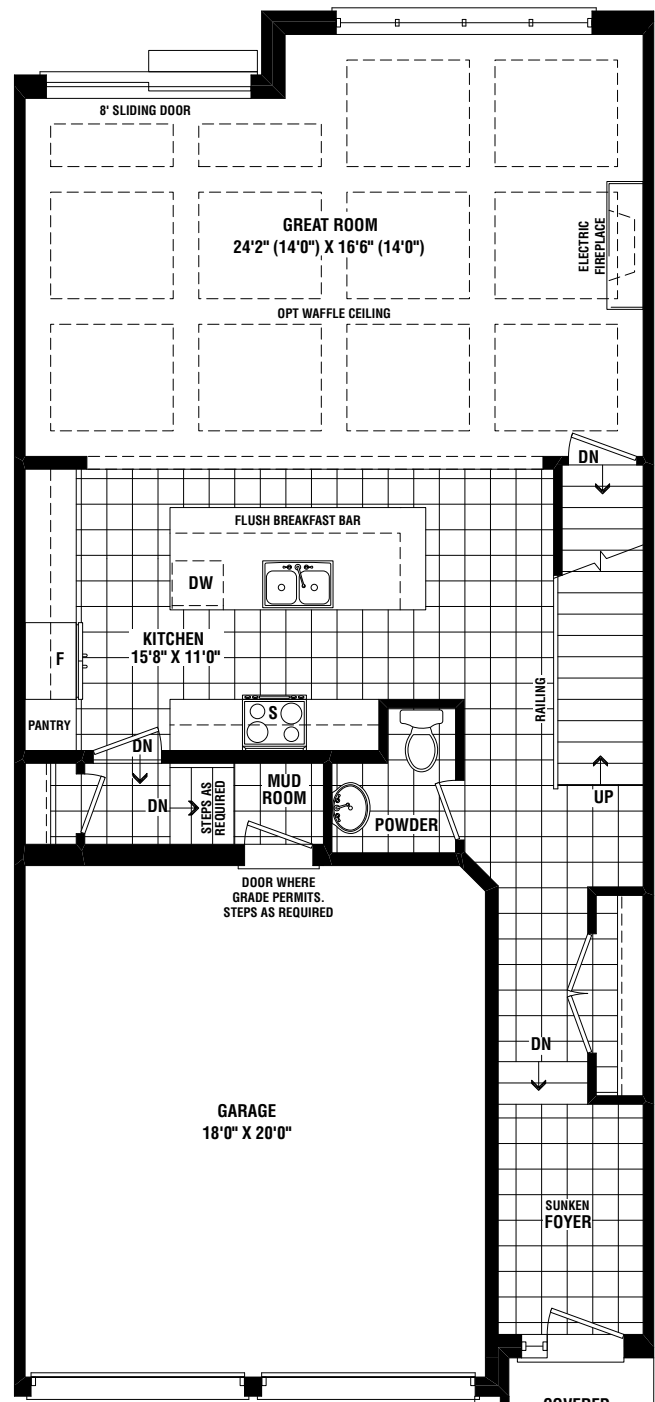 8' SLIDING DOOR
GREAT ROOM
24'2" (14'0") X 16'6" (14'0")
ELECTRIC
FIREPLACE
OPT WAFFLE CEILING
DN
FLUSH BREAKFAST BAR
DW
KITCHEN
15'8" X 11'0"
F
RAILING
S
PANTRY
DN
DN
STEPS AS
REQUIRED
MUD
ROOM
UP
POWDER
DOOR WHERE
GRADE PERMITS.
STEPS AS REQUIRED
DN
GARAGE
18'0" X 20'0"
SUNKEN
FOYER
COVERED